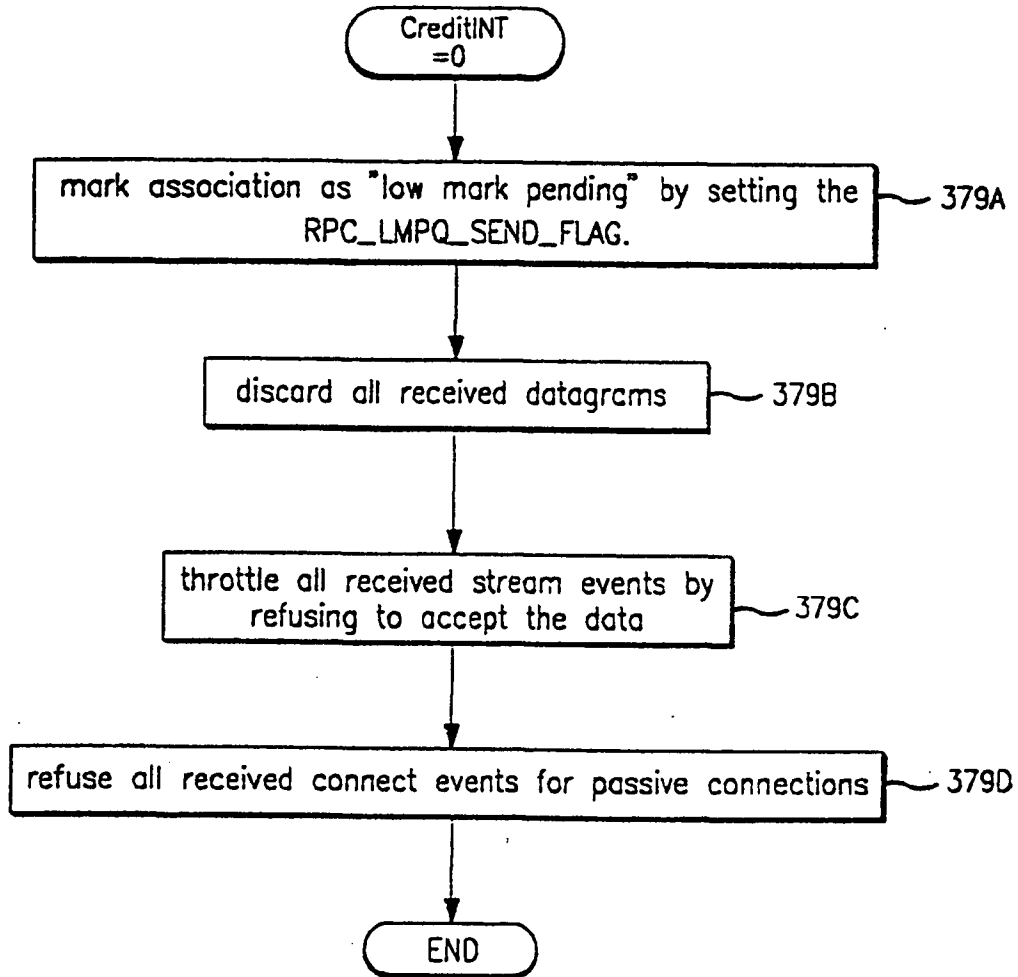 CreditINT
=0
mark association as "low mark pending" by setting the
RPC_LMPQ_SEND_FLAG.
379A
discard all received datagrams
379B
throttle all received stream events by
refusing to accept the data
379C
refuse all received connect events for passive connections
379D
END